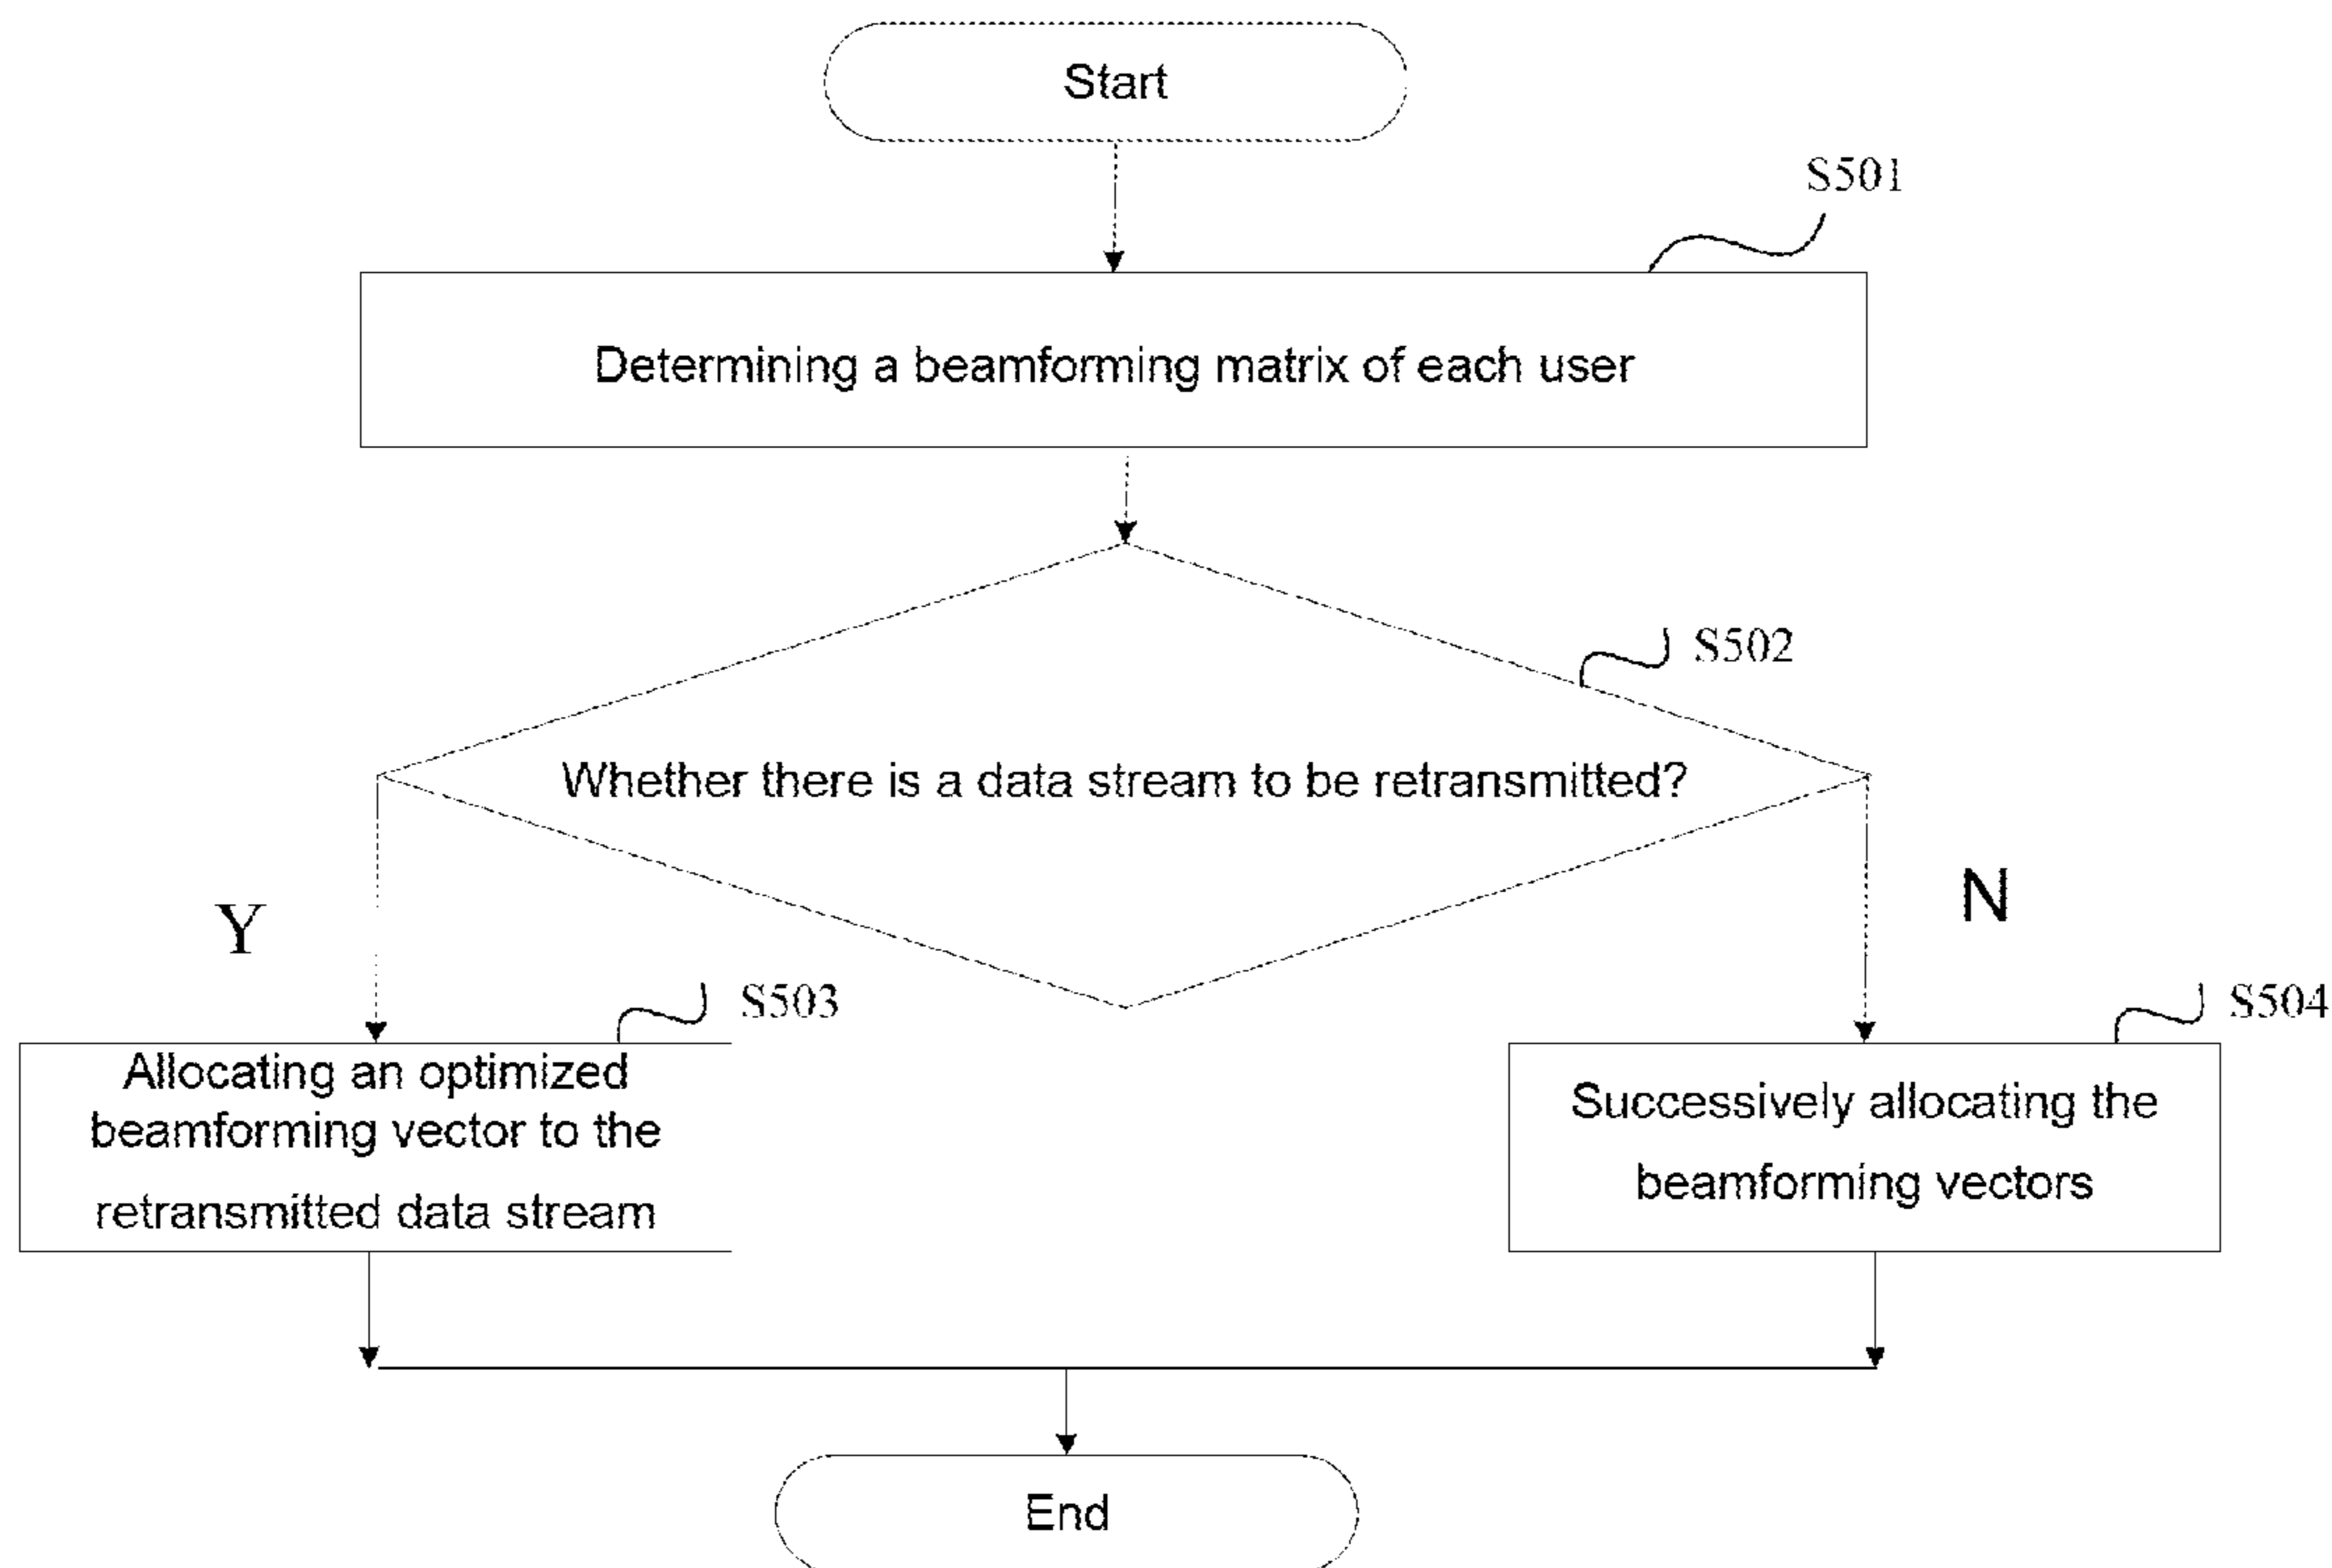 Start
S501
Determining a beamforming matrix of each user
S502
Whether there is a data stream to be retransmitted?
Y
N
S503
S504
Allocating an optimized
beamforming vector to the
retransmitted data stream
Successively allocating the
beamforming vectors
End